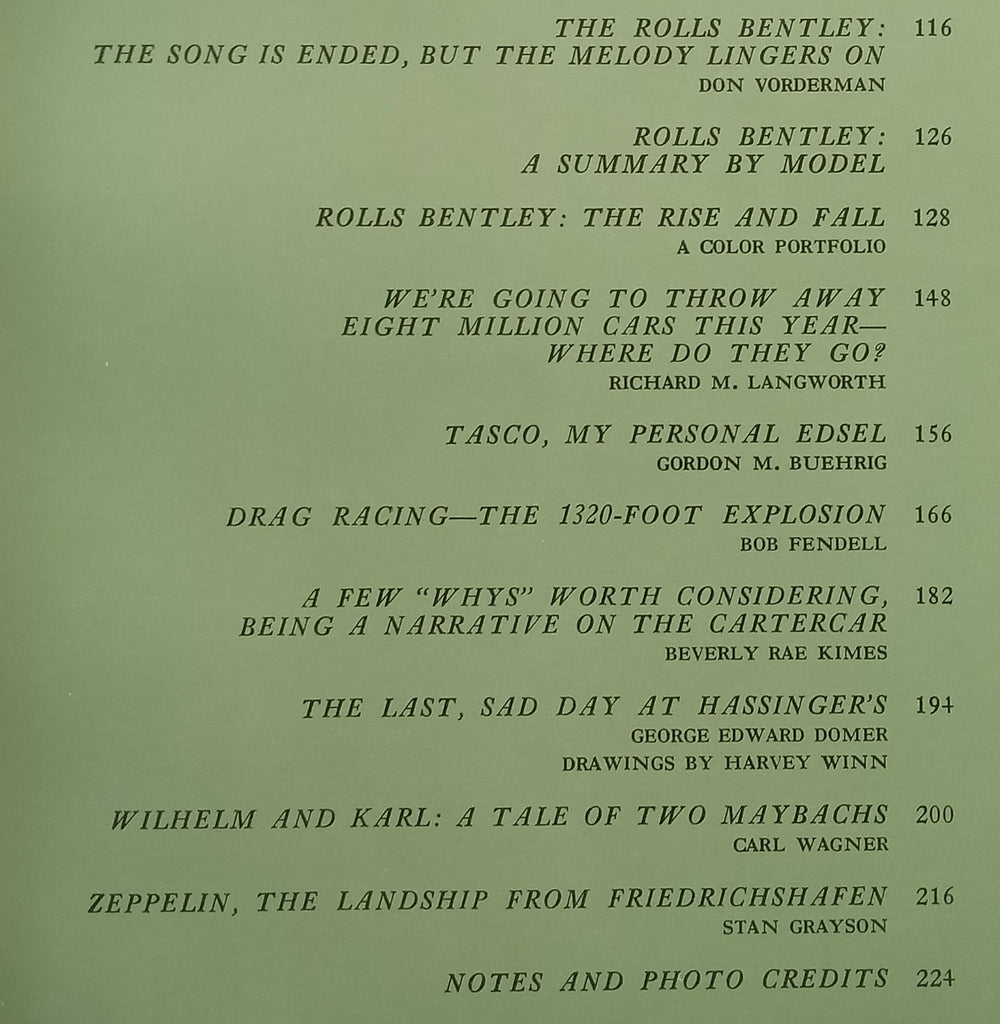 THE ROLLS BENTLEY: 116
THE SONG IS ENDED, BUT THE MELODY LINGERS ON
DON VORDERMAN
ROLLS BENTLEY: 126
A SUMMARY BY MODEL
ROLLS BENTLEY: THE RISE AND FALL 128
A COLOR PORTFOLIO
WE'RE GOING TO THROW AWAY 148
EIGHT MILLION CARS THIS YEAR—
WHERE DO THEY GO?
RICHARD M. LANGWORTH
TASCO, MY PERSONAL EDSEL 156
GORDON M. BUEHRIG
DRAG RACING—THE 1320-FOOT EXPLOSION 166
BOB FENDELL
A FEW “WHYS” WORTH CONSIDERING, 182
BEING A NARRATIVE ON THE CARTERCAR
BEVERLY RAE KIMES
THE LAST, SAD DAY AT HASSINGER'S 194
GEORGE EDWARD DOMER
DRAWINGS BY HARVEY WINN
WILHELM AND KARL: A TALE OF TWO MAYBACHS 200
CARL WAGNER
ZEPPELIN, THE LANDSHIP FROM FRIEDRICHSHAFEN 216
STAN GRAYSON
NOTES AND PHOTO CREDITS 224